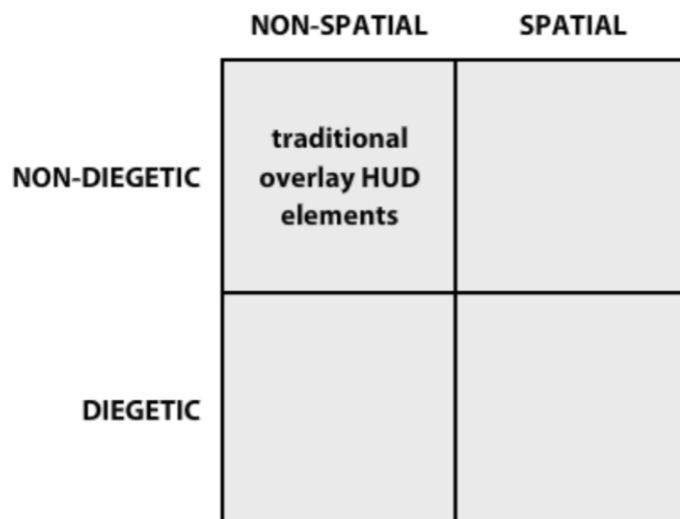 NON-SPATIAL SPATIAL
NON-DIEGETIC
traditional
overlay HUD
elements
DIEGETIC